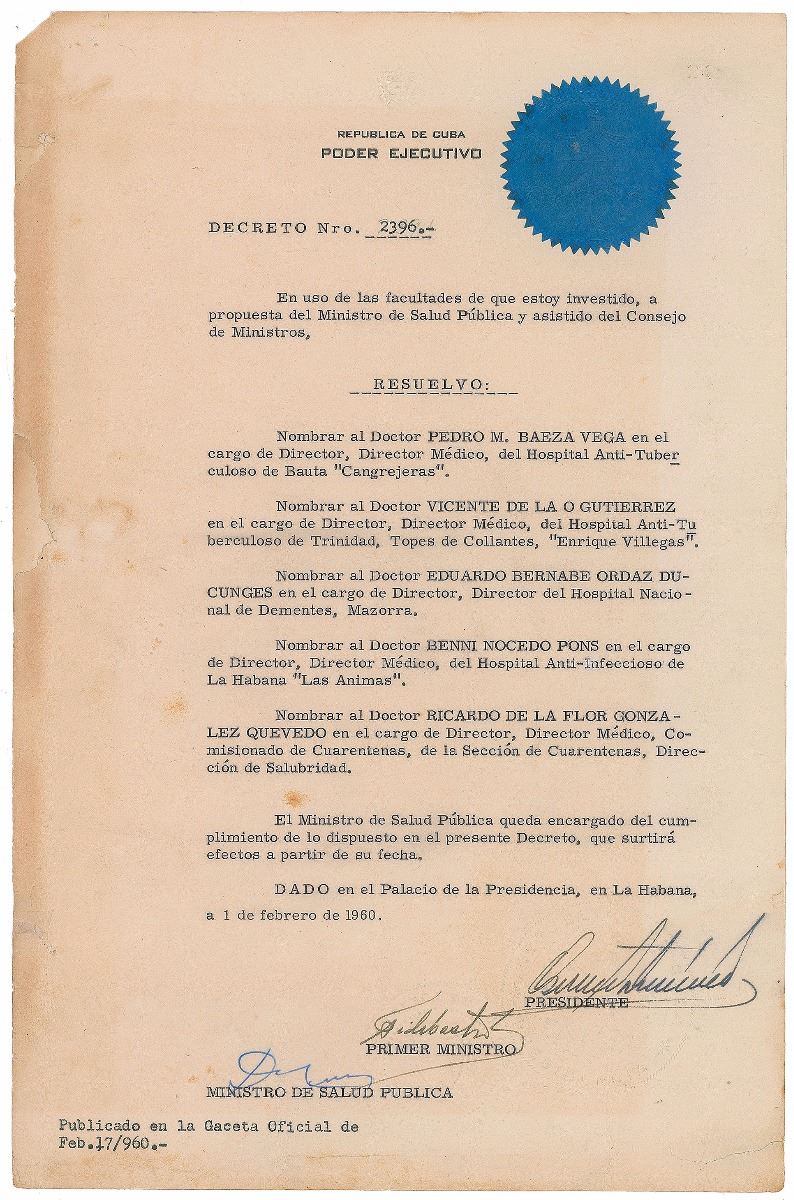 REPUBLICA DE CUBA
PODER EJECUTIVO
DECRETO Nro. 2396.-
En uso de las facultades de que estoy investido, a
propuesta del Ministro de Salud Pública y asistido del Consejo
de Ministros,
RESUELVO:
Nombrar al Doctor PEDRO M. BAEZA VEGA en el
cargo de Director, Director Médico, del Hospital Anti-Tuber
culoso de Bauta "Cangrejeras".
Nombrar al Doctor VICENTE DE LA O GUTIERREZ
en el cargo de Director, Director Médico, del Hospital Anti-Tu
berculoso de Trinidad, Topes de Collantes, "Enrique Villegas".
Nombrar al Doctor EDUARDO BERNABE ORDAZ DU-
CUNGES en el cargo de Director, Director del Hospital Nacio-
nal de Dementes, Mazorra.
Nombrar al Doctor BENNI NOCEDO PONS en el cargo
de Director, Director Médico, del Hospital Anti-Infeccioso de
La Habana "Las Animas".
Nombrar al Doctor RICARDO DE LA FLOR GONZA-
LEZ QUEVEDO en el cargo de Director, Director Médico, Co-
misionado de Cuarentenas, de la Sección de Cuarentenas, Direc-
ción de Salubridad.
El Ministro de Salud Pública queda encargado del cum-
plimiento de lo dispuesto en el presente Decreto, que surtirá
efectos a partir de su fecha.
DADO en el Palacio de la Presidencia, en La Habana,
a 1 de febrero de 1960.
PRESIDENTE
Fidel Castro
PRIMER MINISTRO
MINISTRO DE SALUD PUBLICA
Publicado en la Gaceta Oficial de
Feb.17/960.-